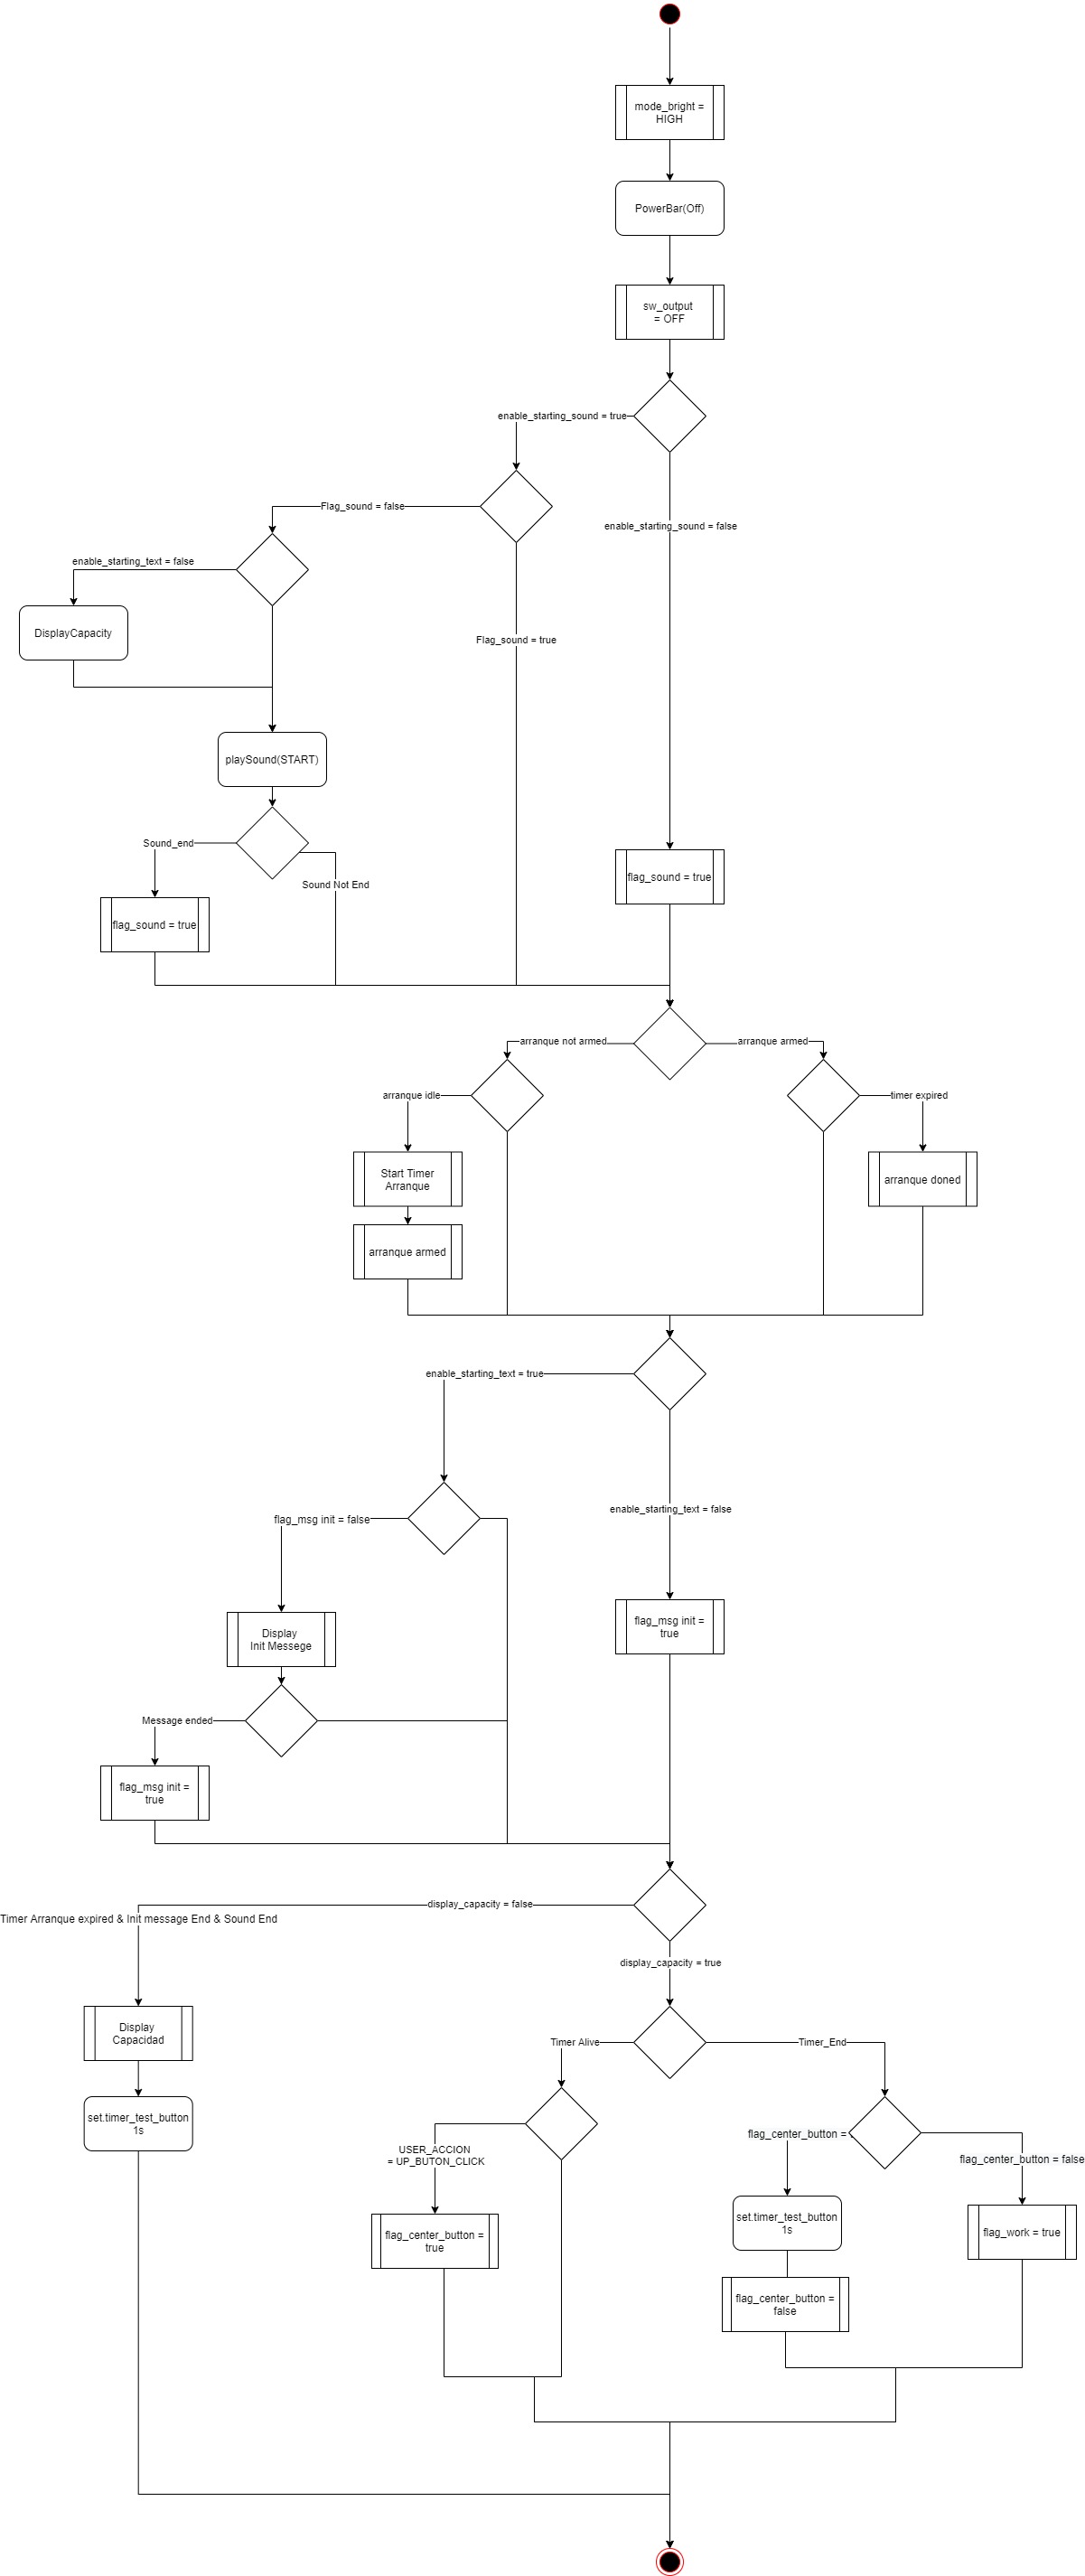 mode_bright =
HIGH
PowerBar(Off)
sw_output
= OFF
enable_starting_sound = true
Flag_sound = false
enable_starting_sound = false
enable_starting_text = false
DisplayCapacity
Flag_sound = true
playSound(START)
Sound_end
Sound Not End
flag_sound = true
flag_sound = true
arranque not armed
arranque armed
arranque idle
timer expired
Start Timer
Arranque
arranque doned
arranque armed
enable_starting_text = true
enable_starting_text = false
flag_msg init = false
Display
Init Messege
flag_msg init =
true
Message ended
flag_msg init =
true
display_capacity = false
Timer Arranque expired & Init message End & Sound End
display_capacity = true
Display
Capacidad
Timer Alive
Timer_End
set.timer_test_button
1s
USER_ACCION
= UP_BUTON_CLICK
flag_center_button =
flag_center_button = false
set.timer_test_button
1s
flag_center_button =
true
flag_work = true
flag_center_button =
false